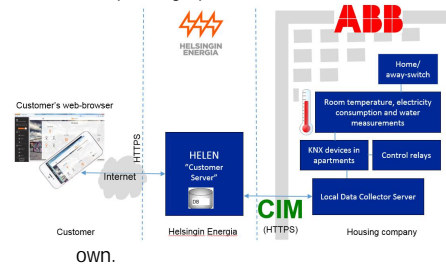 ABB
HELSINGIN
ENERGIA
Home/
away-switch
Customer's web-browser
Room temperature, electricity
consumption and water
measurements
HTTPS
HELEN
"Customer
Server"
DB
KNX devices in
apartments
Control relays
Internet
Local Data Collector Server
CIM
(HTTPS)
Customer
Helsingin Energia
Housing company
own.